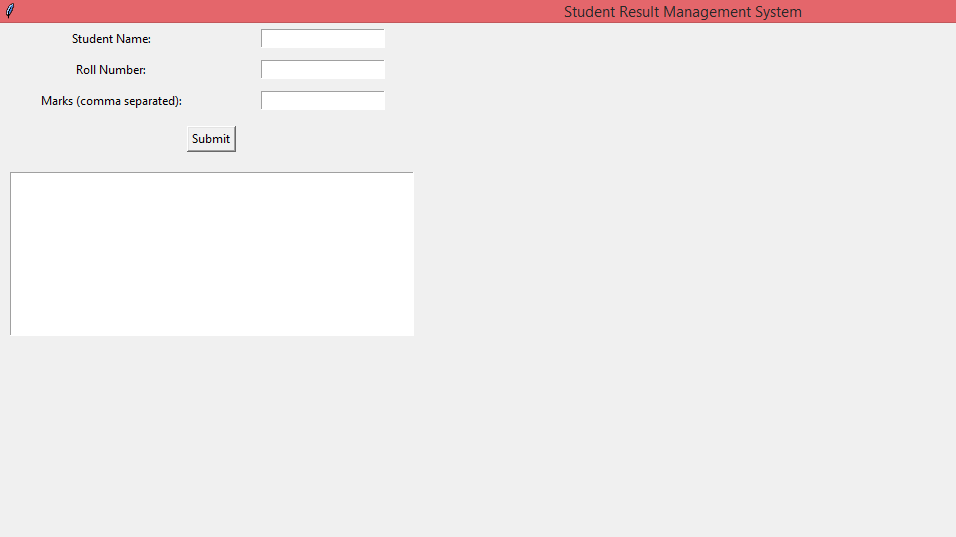 Student Result Management System
Student Name:
Roll Number:
Marks (comma separated):
Submit